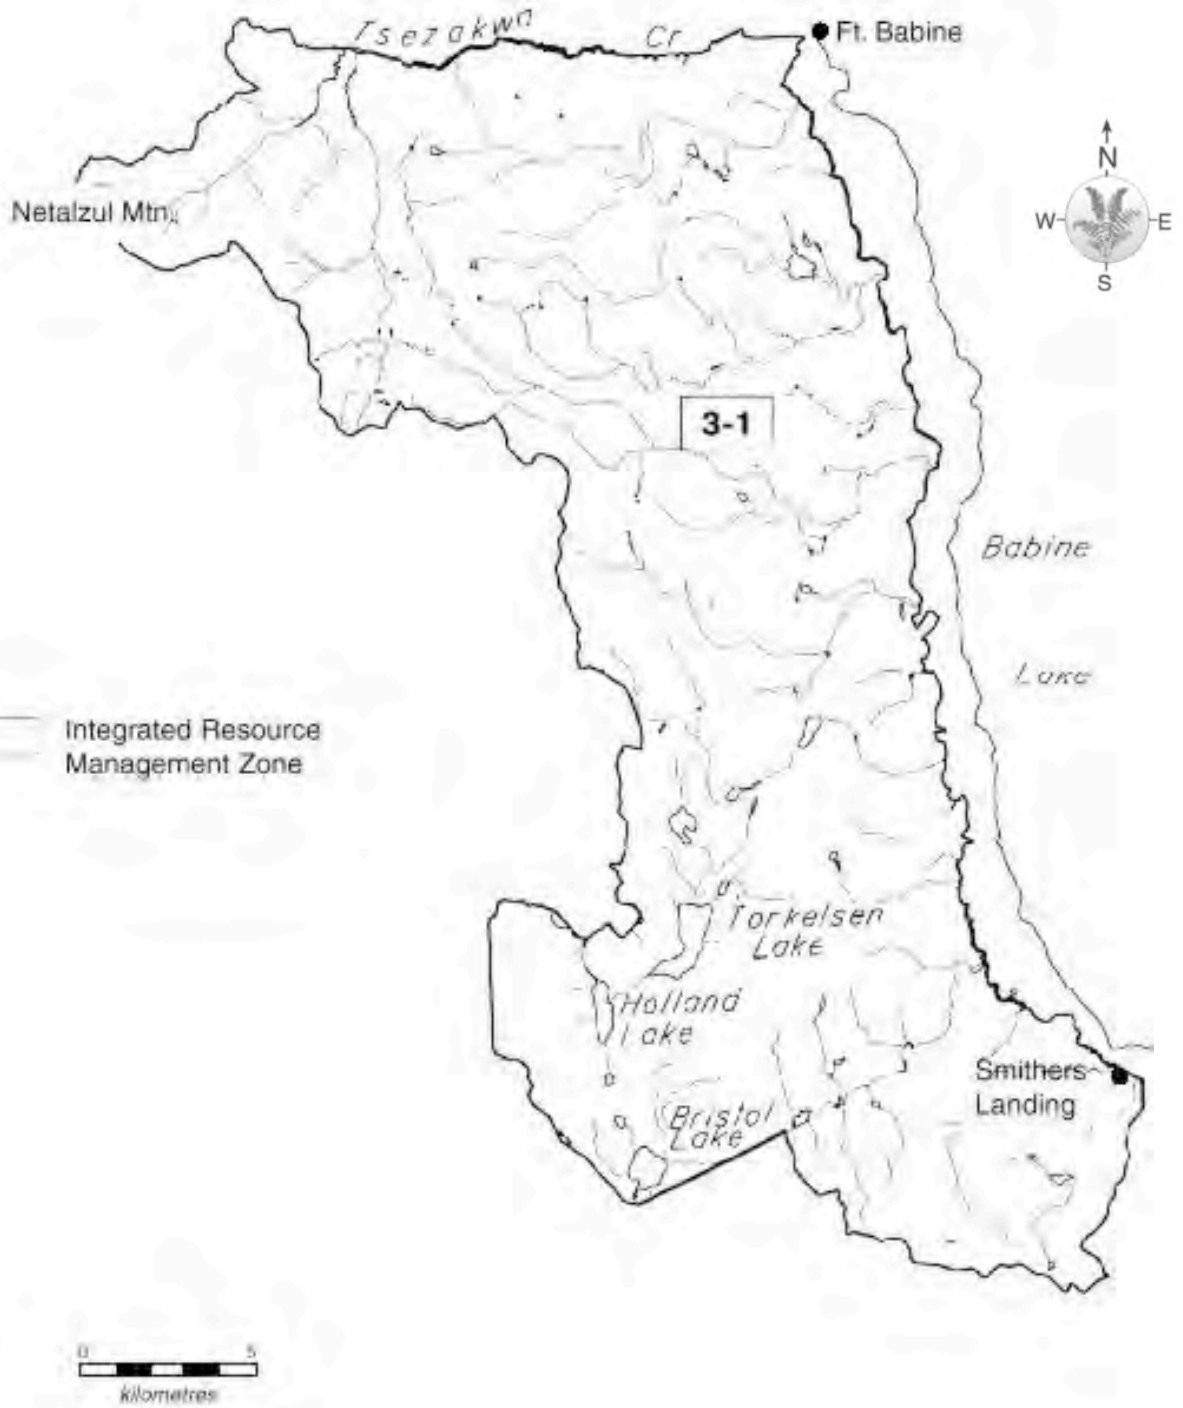 Tsezakwa Cr
Ft. Babine
N
W
E
S
Netalzul Mtn.
3-1
Babine
Lake
Integrated Resource
Management Zone
Torkelsen
Lake
Holland
Lake
Smithers
Landing
Bristol
Lake
0 5
kilometres